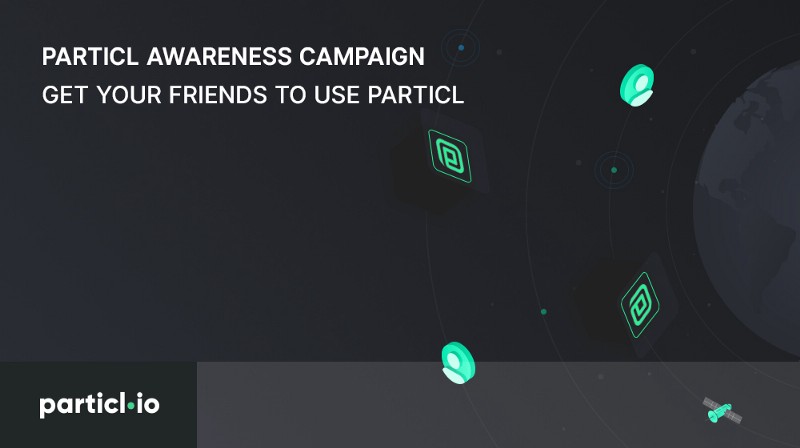 PARTICL AWARENESS CAMPAIGN
GET YOUR FRIENDS TO USE PARTICL
particl.io